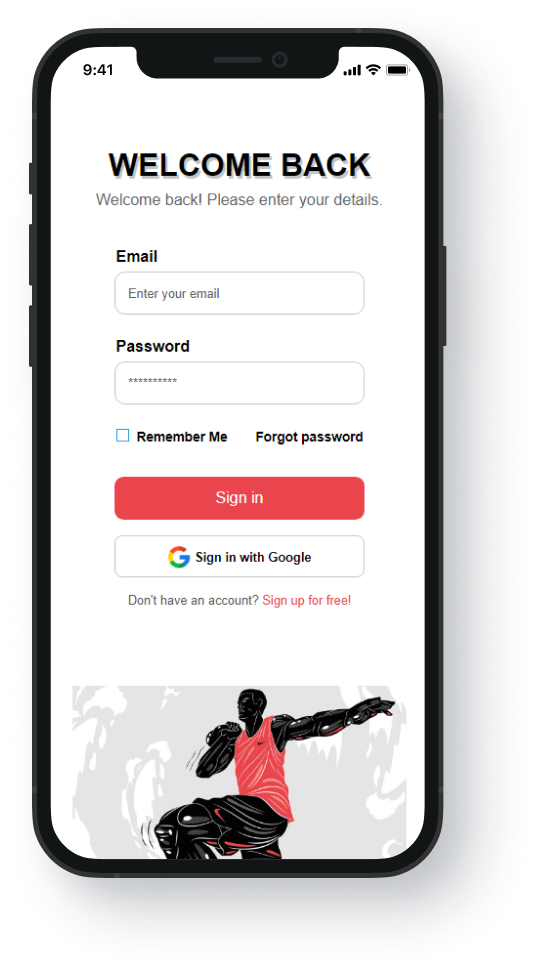 9:41
WELCOME BACK
Welcome back! Please enter your details.
Email
Enter your email
Password
**********
Remember Me Forgot password
Sign in
Sign in with Google
Don't have an account? Sign up for free!